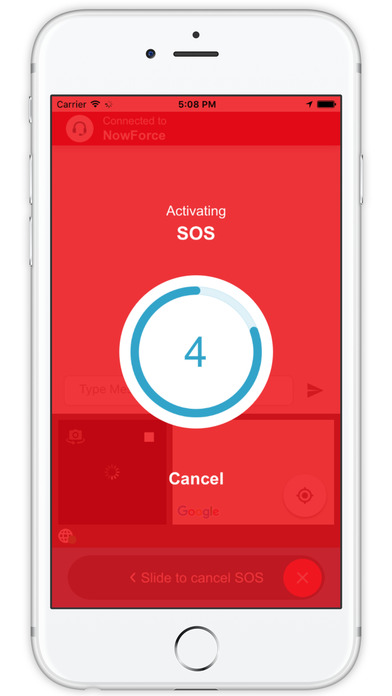 Carrier 5:08 PM
Connected to
NowForce
Activating
SOS
4
Type Me
Cancel
Google
‹ Slide to cancel SOS